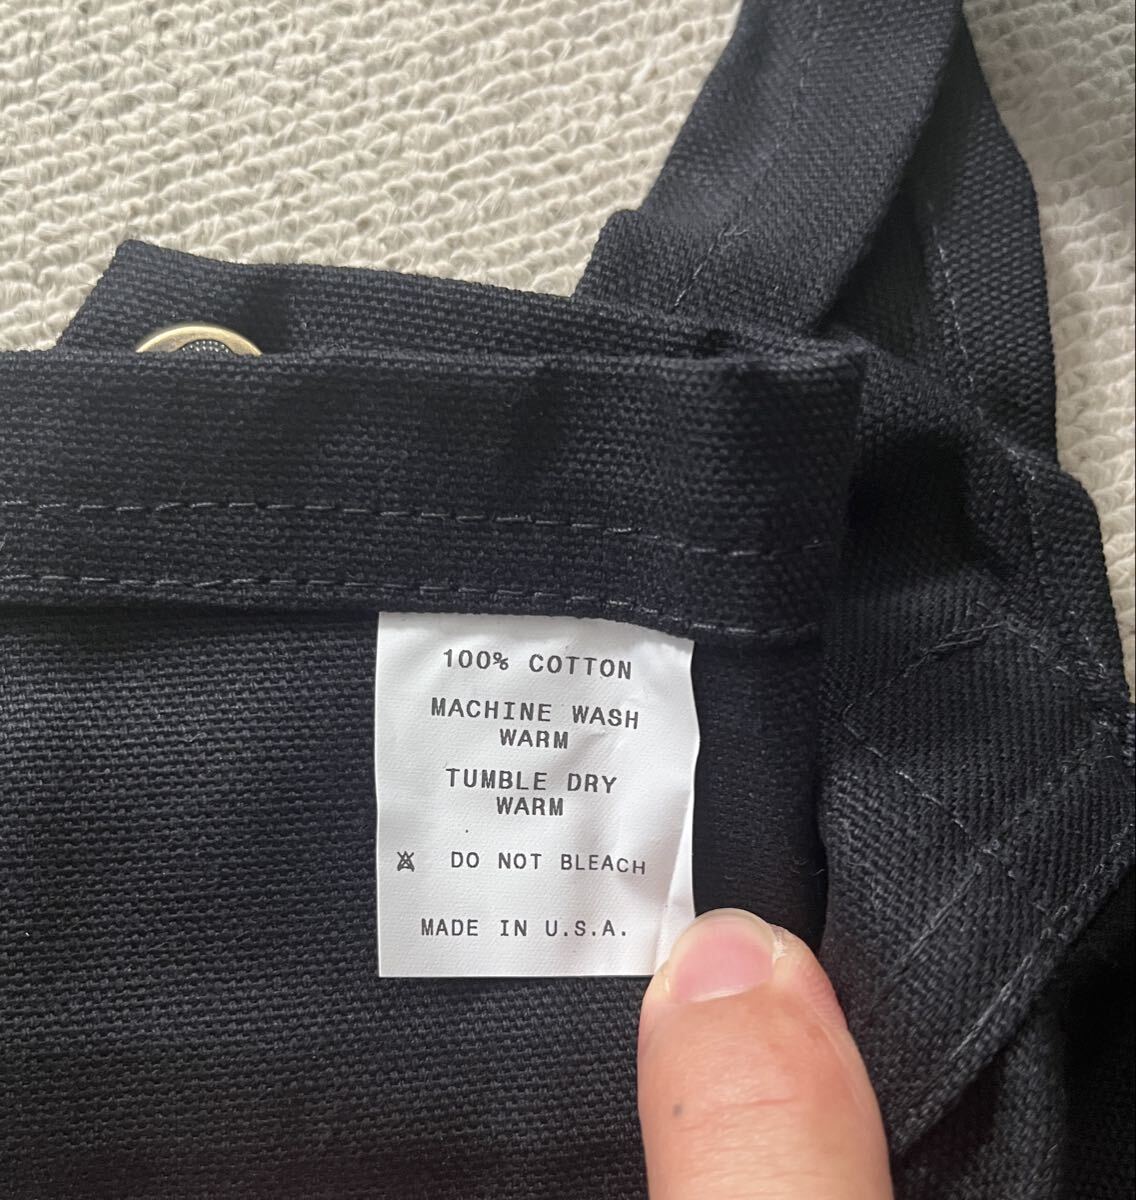 100% COTTON
MACHINE WASH
WARM
TUMBLE DRY
WARM
DO NOT BLEACH
MADE IN U.S.A.